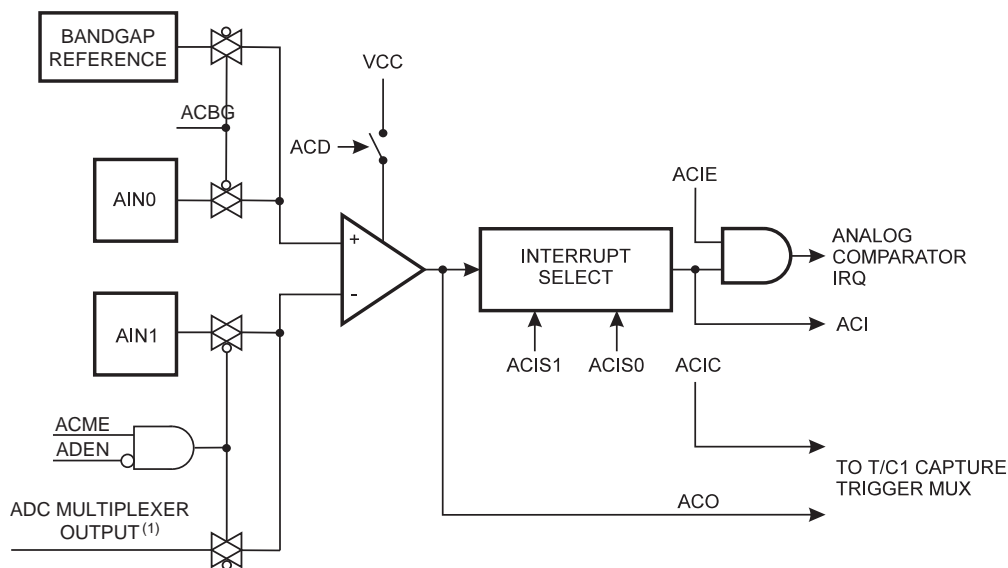 BANDGAP
REFERENCE
VCC
ACBG
ACD
AIN0
ACIE
+
-
INTERRUPT
SELECT
ANALOG
COMPARATOR
IRQ
AIN1
ACI
ACIS1
ACIS0
ACIC
ACME
ADEN
TO T/C1 CAPTURE
TRIGGER MUX
ACO
ADC MULTIPLEXER
OUTPUT (1)